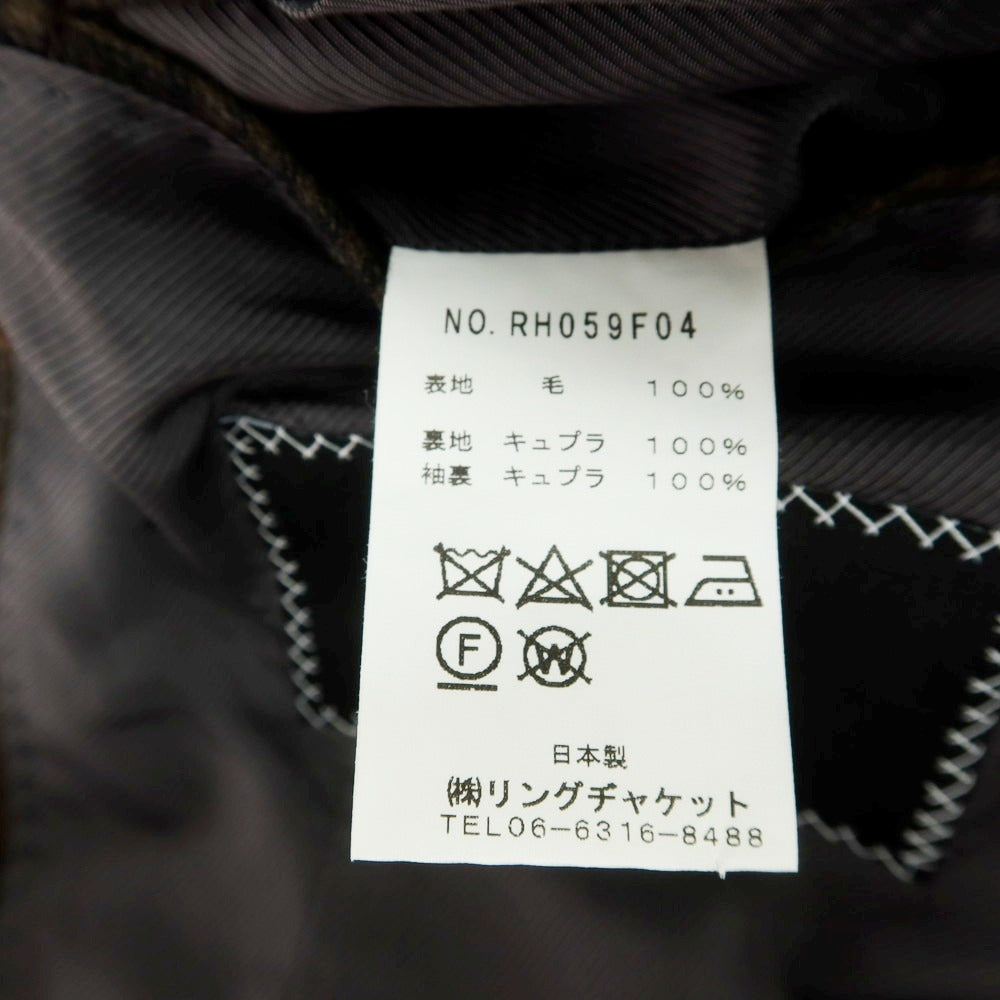 NO. RH059F04
表地 毛 100%
裏地 キュプラ 100%
袖裏 キュプラ 100%
F W
日本製
㈱リングヂャケット
TEL06-6316-8488